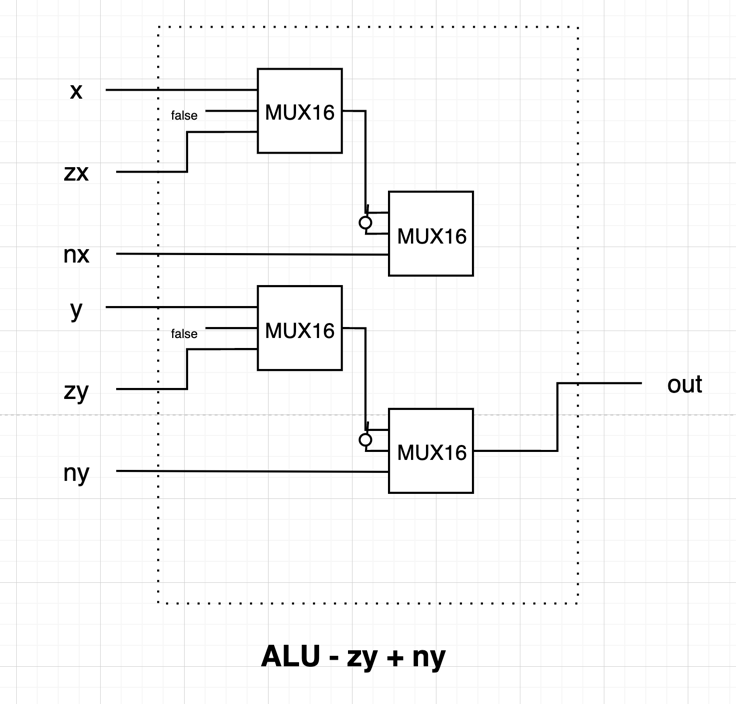 x
false
MUX16
zx
MUX16
nx
y
false
MUX16
zy
out
MUX16
ny
ALU - zy + ny